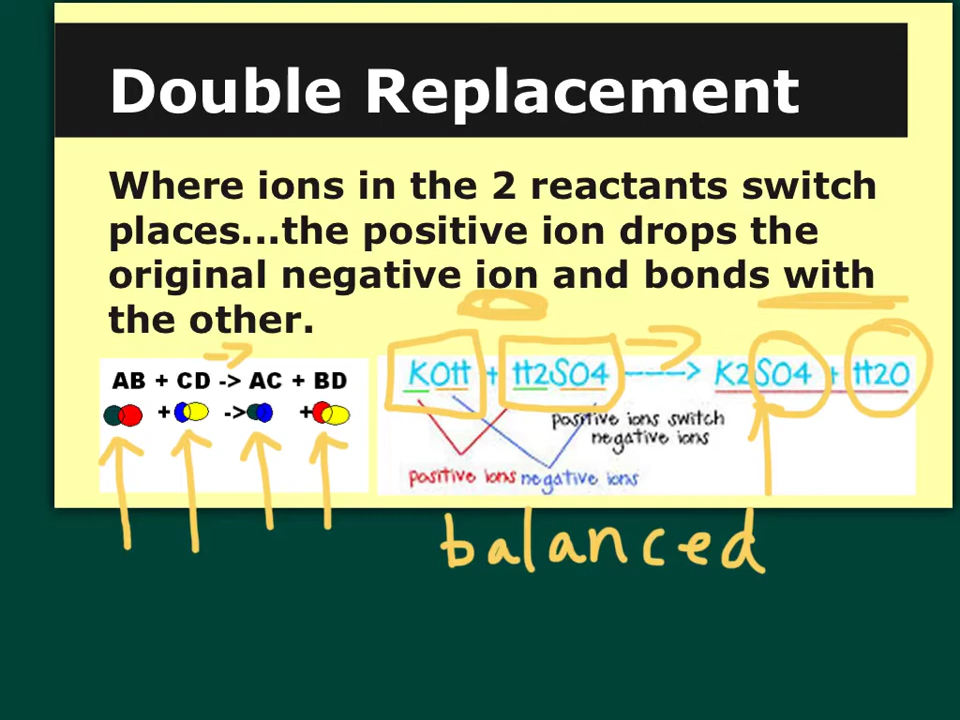 Double Replacement
Where ions in the 2 reactants switch
places...the positive ion drops the
original negative ion and bonds with
the other.
AB + CD -> AC + BD
+ -> +
KOH + H2SO4 ----> K2SO4 + H2O
positive ions switch
negative ions
positive ions negative ions
balanced